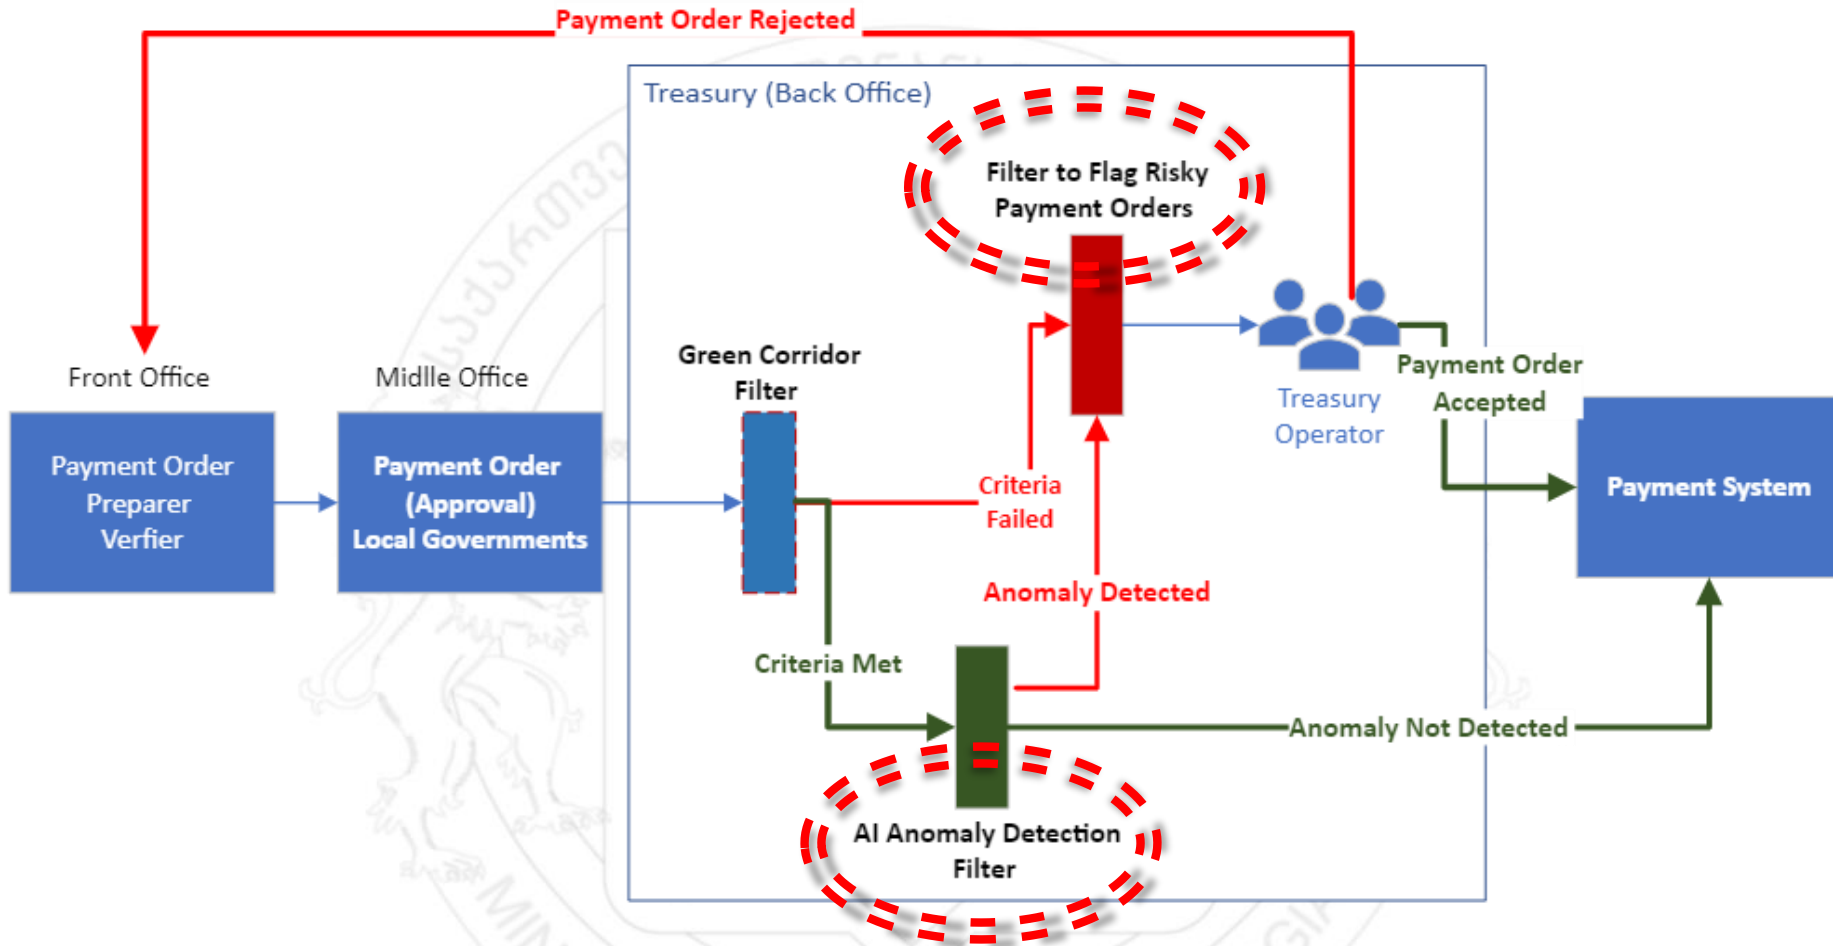 Payment Order Rejected
Treasury (Back Office)
Filter to Flag Risky
Payment Orders
Green Corridor
Filter
Front Office
Midlle Office
Payment Order
Preparer
Verfier
Payment Order
(Approval)
Local Governments
Criteria
Failed
Treasury
Operator
Payment Order
Accepted
Payment System
Anomaly Detected
Criteria Met
Anomaly Not Detected
AI Anomaly Detection
Filter